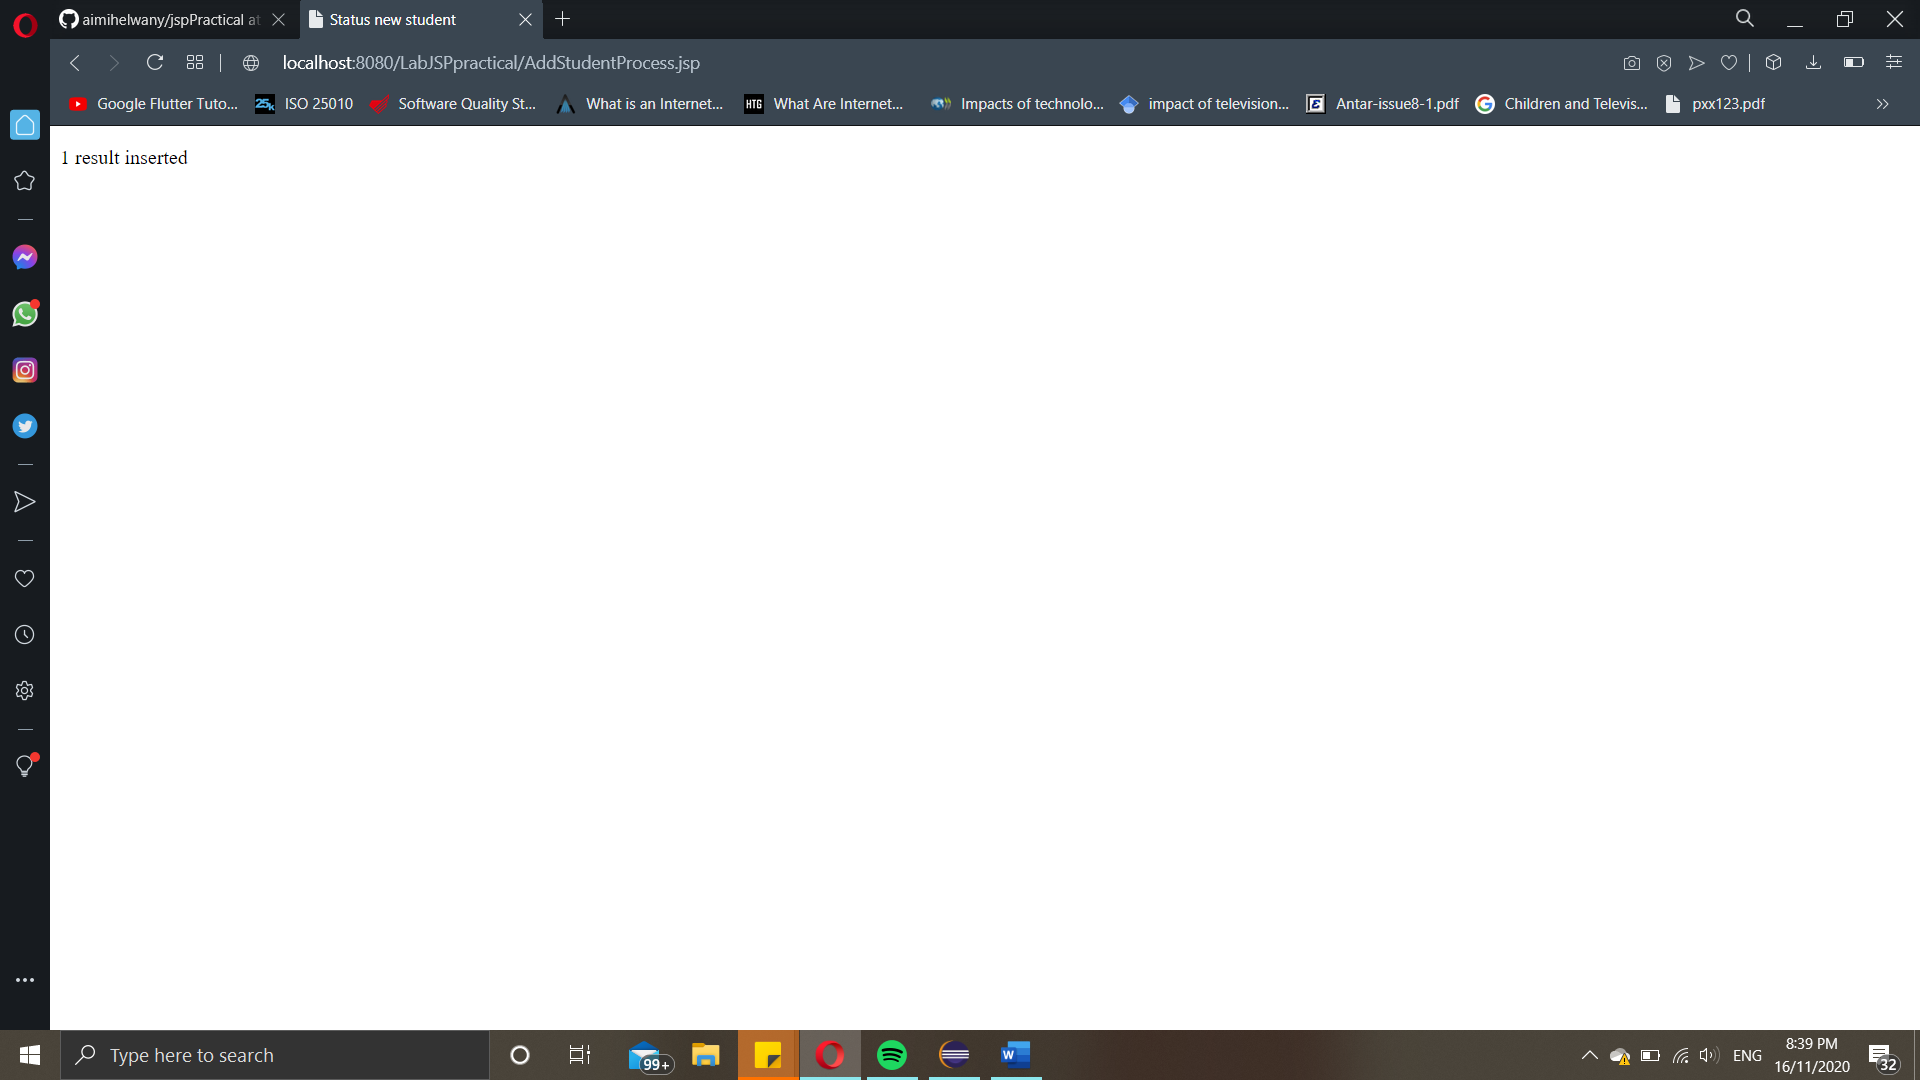 aimihelwany/jspPractical at
Status new student
localhost:8080/LabJSPpractical/AddStudentProcess.jsp
Google Flutter Tuto...
25k
ISO 25010
Software Quality St...
What is an Internet...
HTG
What Are Internet...
Impacts of technolo...
impact of television...
Antar-issue8-1.pdf
Children and Televis...
pxx123.pdf
1 result inserted
Type here to search
99+
W
ENG
8:39 PM
16/11/2020
32